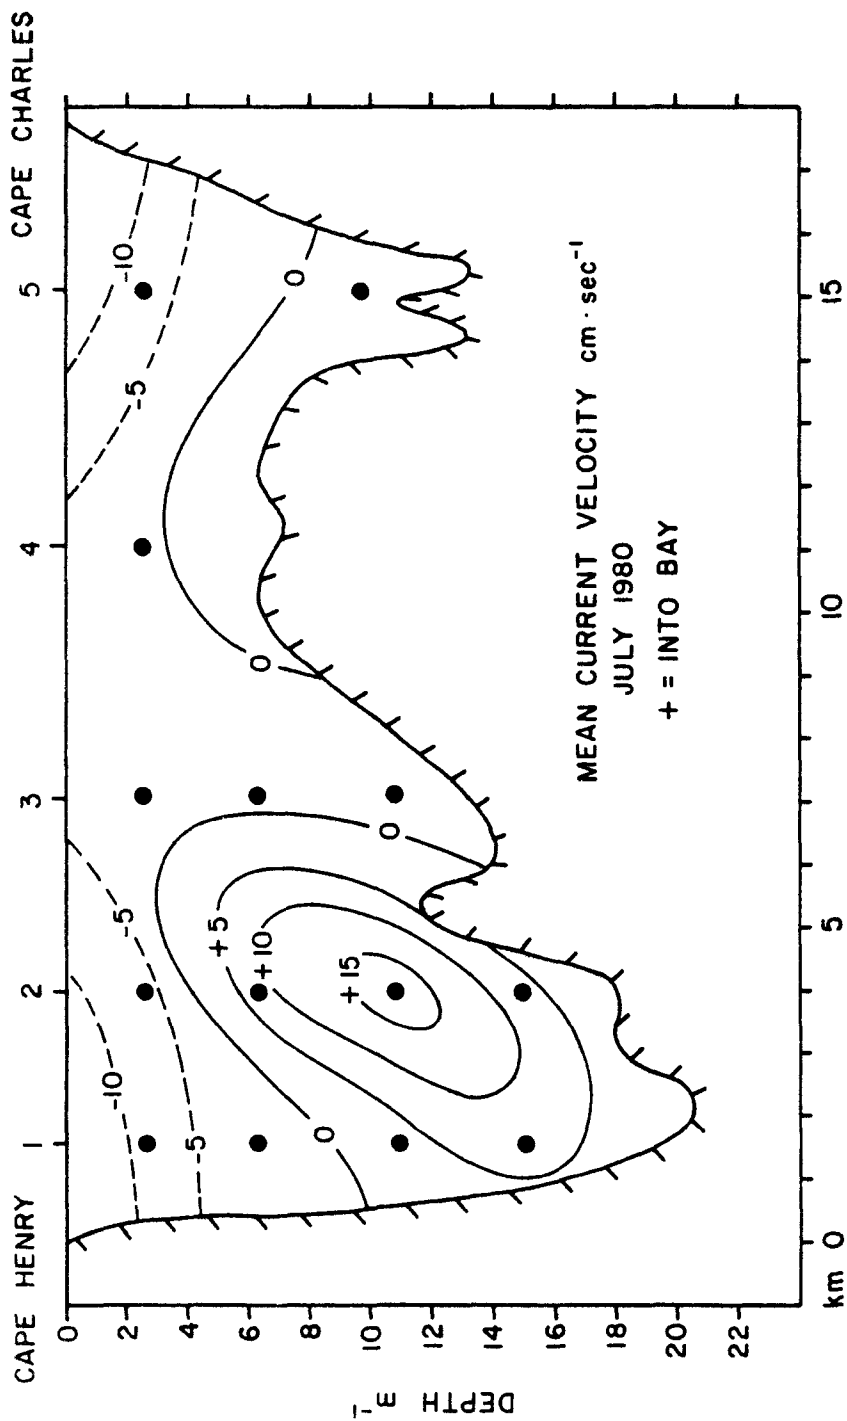 CAPE HENRY CAPE CHARLES
1 2 3 4 5
0
2
4
6
8
10
12
14
16
18
20
22
DEPTH m⁻¹
-10 -5 -5 -10
-5 -5
0 +5 +10 +15 0 0 0
MEAN CURRENT VELOCITY cm·sec⁻¹
JULY 1980
+ = INTO BAY
km 0 5 10 15